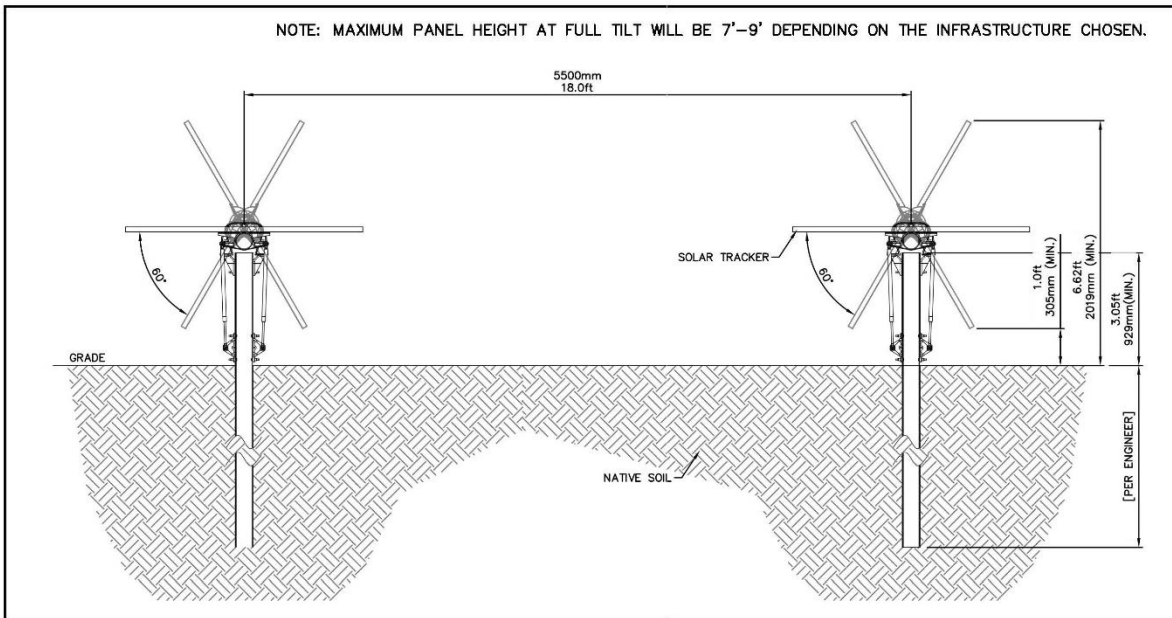 NOTE: MAXIMUM PANEL HEIGHT AT FULL TILT WILL BE 7'-9' DEPENDING ON THE INFRASTRUCTURE CHOSEN.
5500mm
18.0ft
SOLAR TRACKER
60°
60°
1.0ft
305mm (MIN.)
6.62ft
2019mm (MIN.)
3.05ft
929mm(MIN.)
GRADE
NATIVE SOIL
[PER ENGINEER]